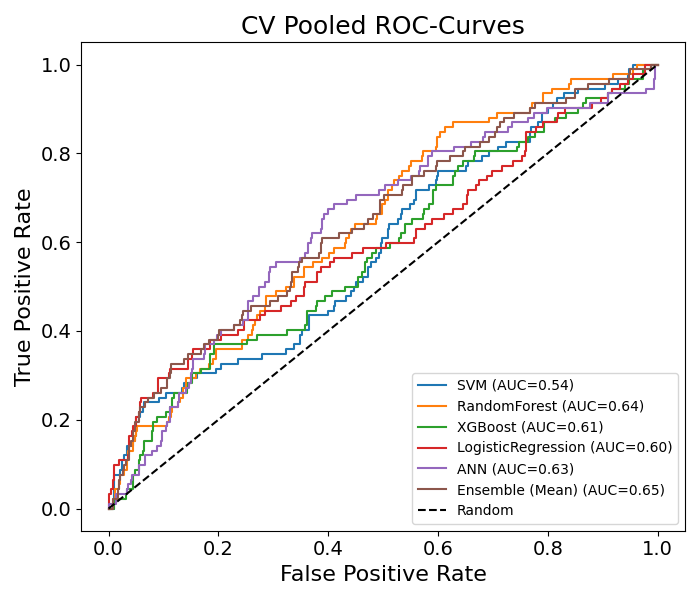 CV Pooled ROC-Curves
True Positive Rate
1.0
0.8
0.6
0.4
0.2
0.0
SVM (AUC=0.54)
RandomForest (AUC=0.64)
XGBoost (AUC=0.61)
LogisticRegression (AUC=0.60)
ANN (AUC=0.63)
Ensemble (Mean) (AUC=0.65)
Random
0.0 0.2 0.4 0.6 0.8 1.0
False Positive Rate